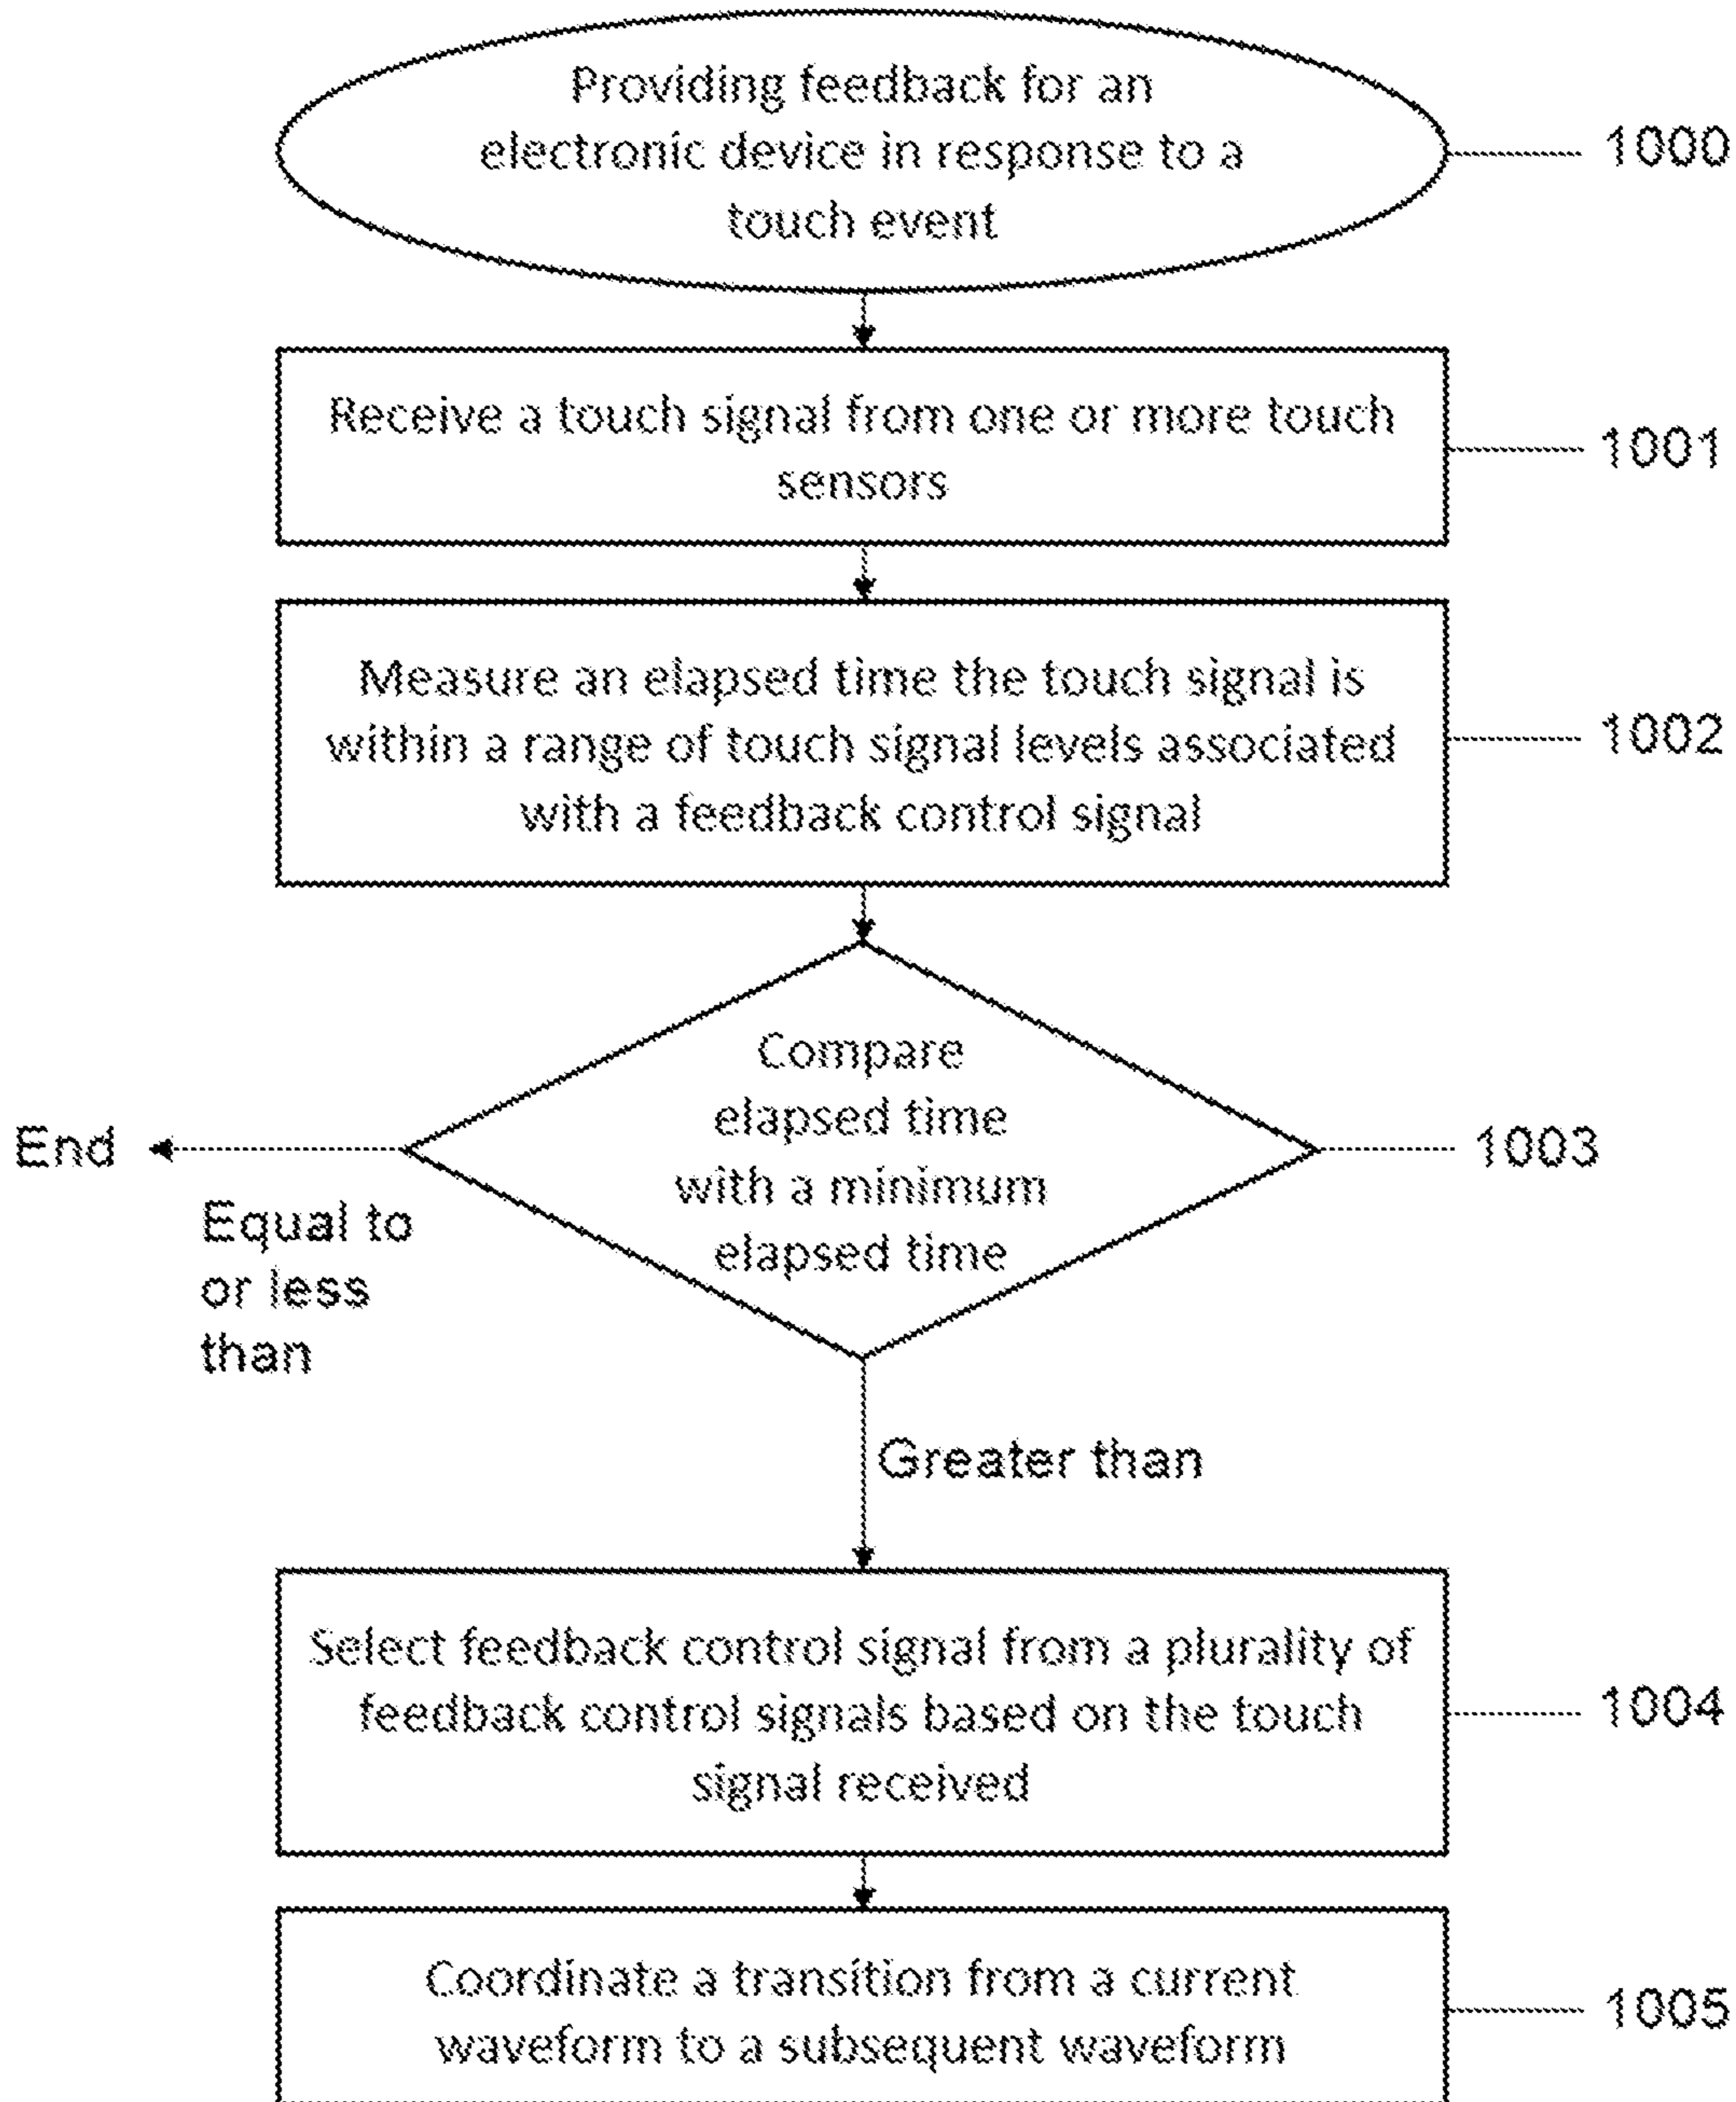 Providing feedback for an
electronic device in response to a
touch event
1000
Receive a touch signal from one or more touch
sensors
1001
Measure an elapsed time the touch signal is
within a range of touch signal levels associated
with a feedback control signal
1002
Compare
elapsed time
with a minimum
elapsed time
1003
End
Equal to
or less
than
Greater than
Select feedback control signal from a plurality of
feedback control signals based on the touch
signal received
1004
Coordinate a transition from a current
waveform to a subsequent waveform
1005